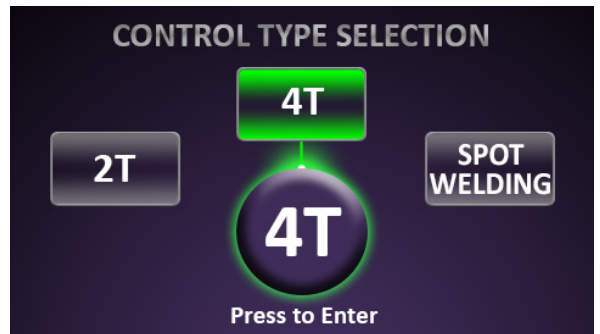 CONTROL TYPE SELECTION
4T
2T
SPOT
WELDING
4T
Press to Enter